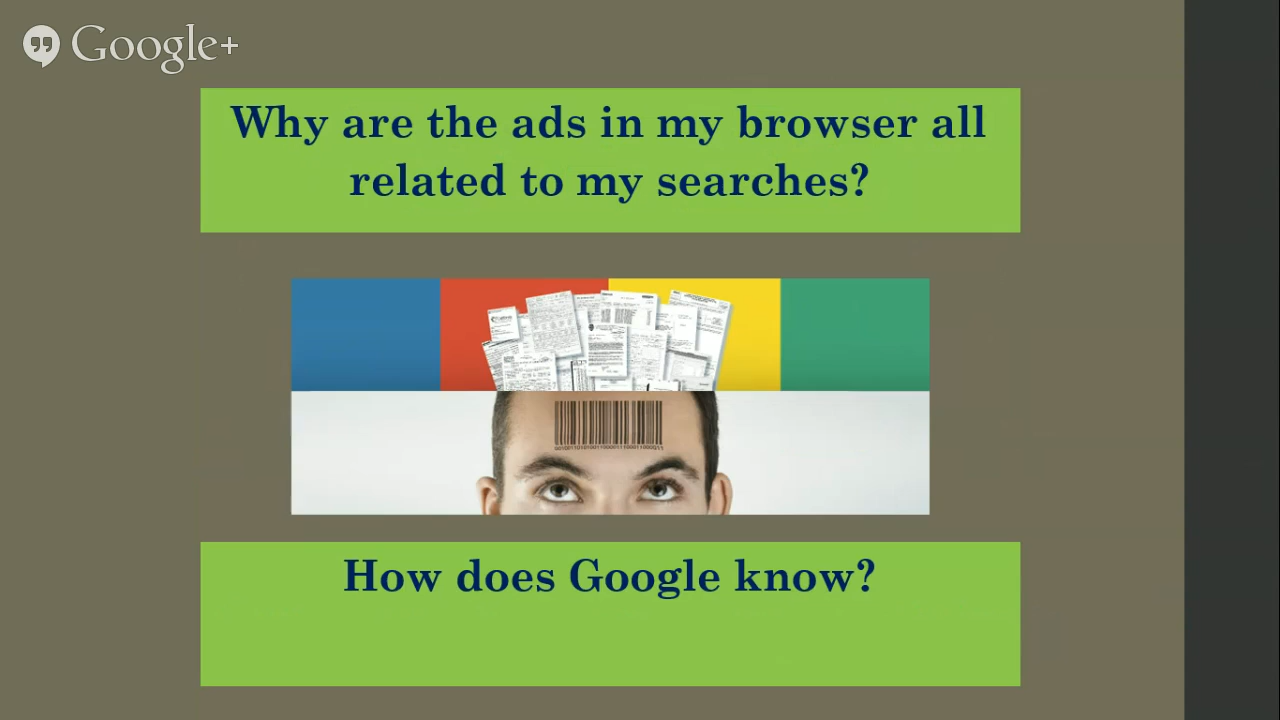 Google+
Why are the ads in my browser all
related to my searches?
How does Google know?